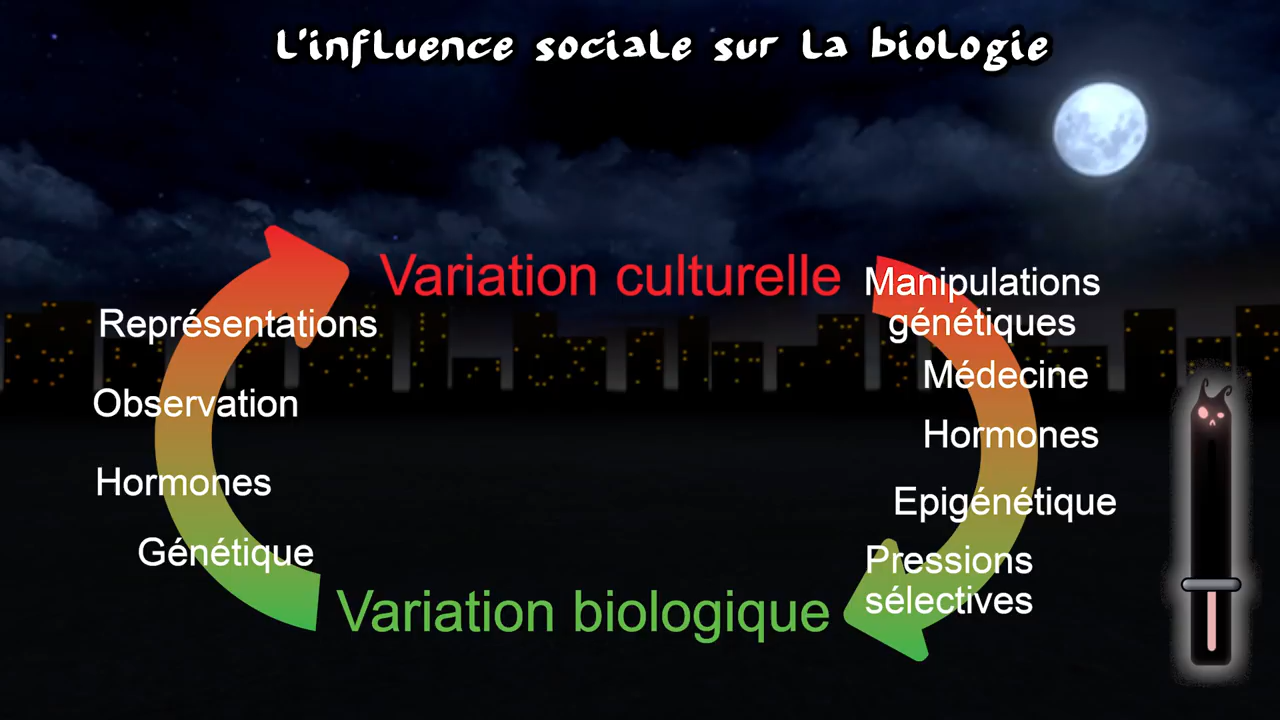 L'influence sociale sur la biologie
Variation culturelle
Manipulations
génétiques
Représentations
Médecine
Observation
Hormones
Hormones
Epigénétique
Génétique
Pressions
sélectives
Variation biologique